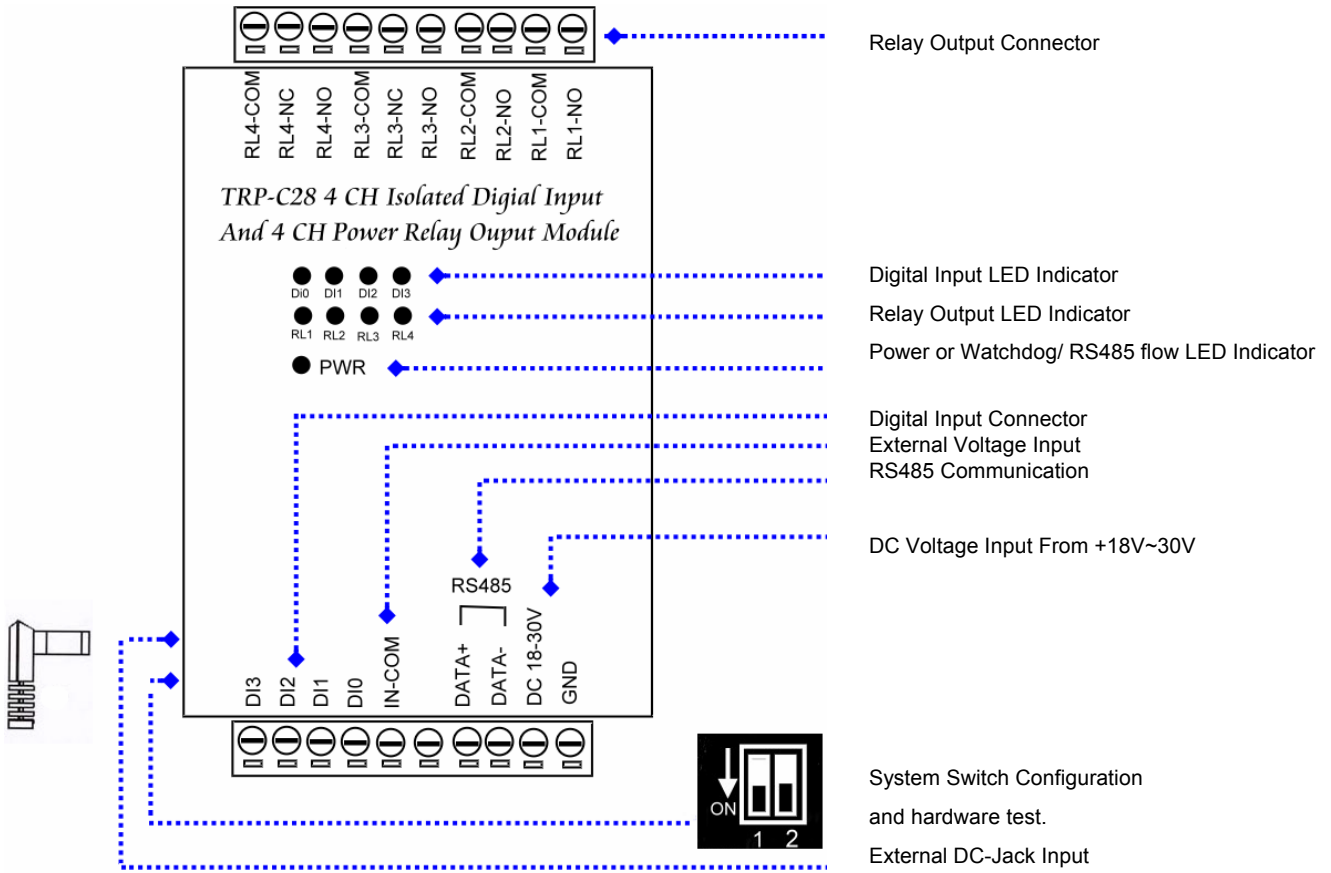 Relay Output Connector
RL4-COM
RL4-NC
RL4-NO
RL3-COM
RL3-NC
RL3-NO
RL2-COM
RL2-NO
RL1-COM
RL1-NO
TRP-C28 4 CH Isolated Digial Input
And 4 CH Power Relay Ouput Module
Di0 DI1 DI2 DI3
Digital Input LED Indicator
RL1 RL2 RL3 RL4
Relay Output LED Indicator
PWR
Power or Watchdog/ RS485 flow LED Indicator
Digital Input Connector
External Voltage Input
RS485 Communication
DC Voltage Input From +18V~30V
RS485
DI3
DI2
DI1
DI0
IN-COM
DATA+
DATA-
DC 18-30V
GND
ON
1 2
System Switch Configuration
and hardware test.
External DC-Jack Input